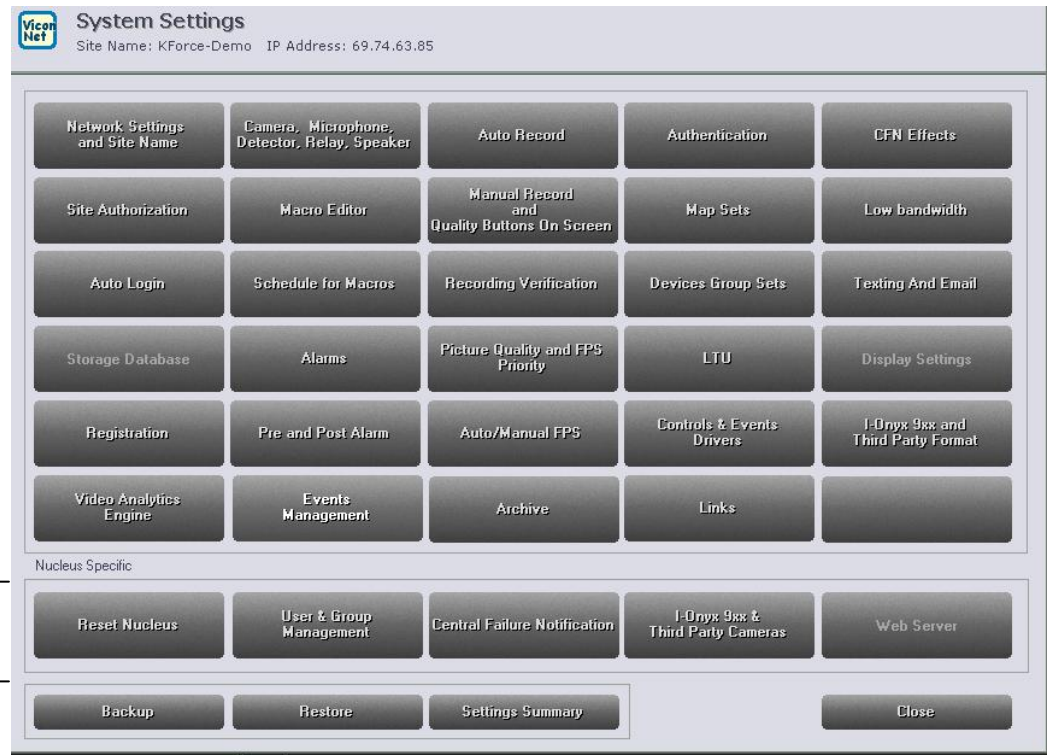 Vicon
Net
System Settings
Site Name: KForce-Demo IP Address: 69.74.63.85
Network Settings
and Site Name
Camera, Microphone,
Detector, Relay, Speaker
Auto Record
Authentication
CFN Effects
Site Authorization
Macro Editor
Manual Record
and
Quality Buttons On Screen
Map Sets
Low bandwidth
Auto Login
Schedule for Macros
Recording Verification
Devices Group Sets
Texting And Email
Storage Database
Alarms
Picture Quality and FPS
Priority
LTU
Display Settings
Registration
Pre and Post Alarm
Auto/Manual FPS
Controls & Events
Drivers
I-Onyx 9xx and
Third Party Format
Video Analytics
Engine
Events
Management
Archive
Links
Nucleus Specific
Reset Nucleus
User & Group
Management
Central Failure Notification
I-Onyx 9xx &
Third Party Cameras
Web Server
Backup
Restore
Settings Summary
Close